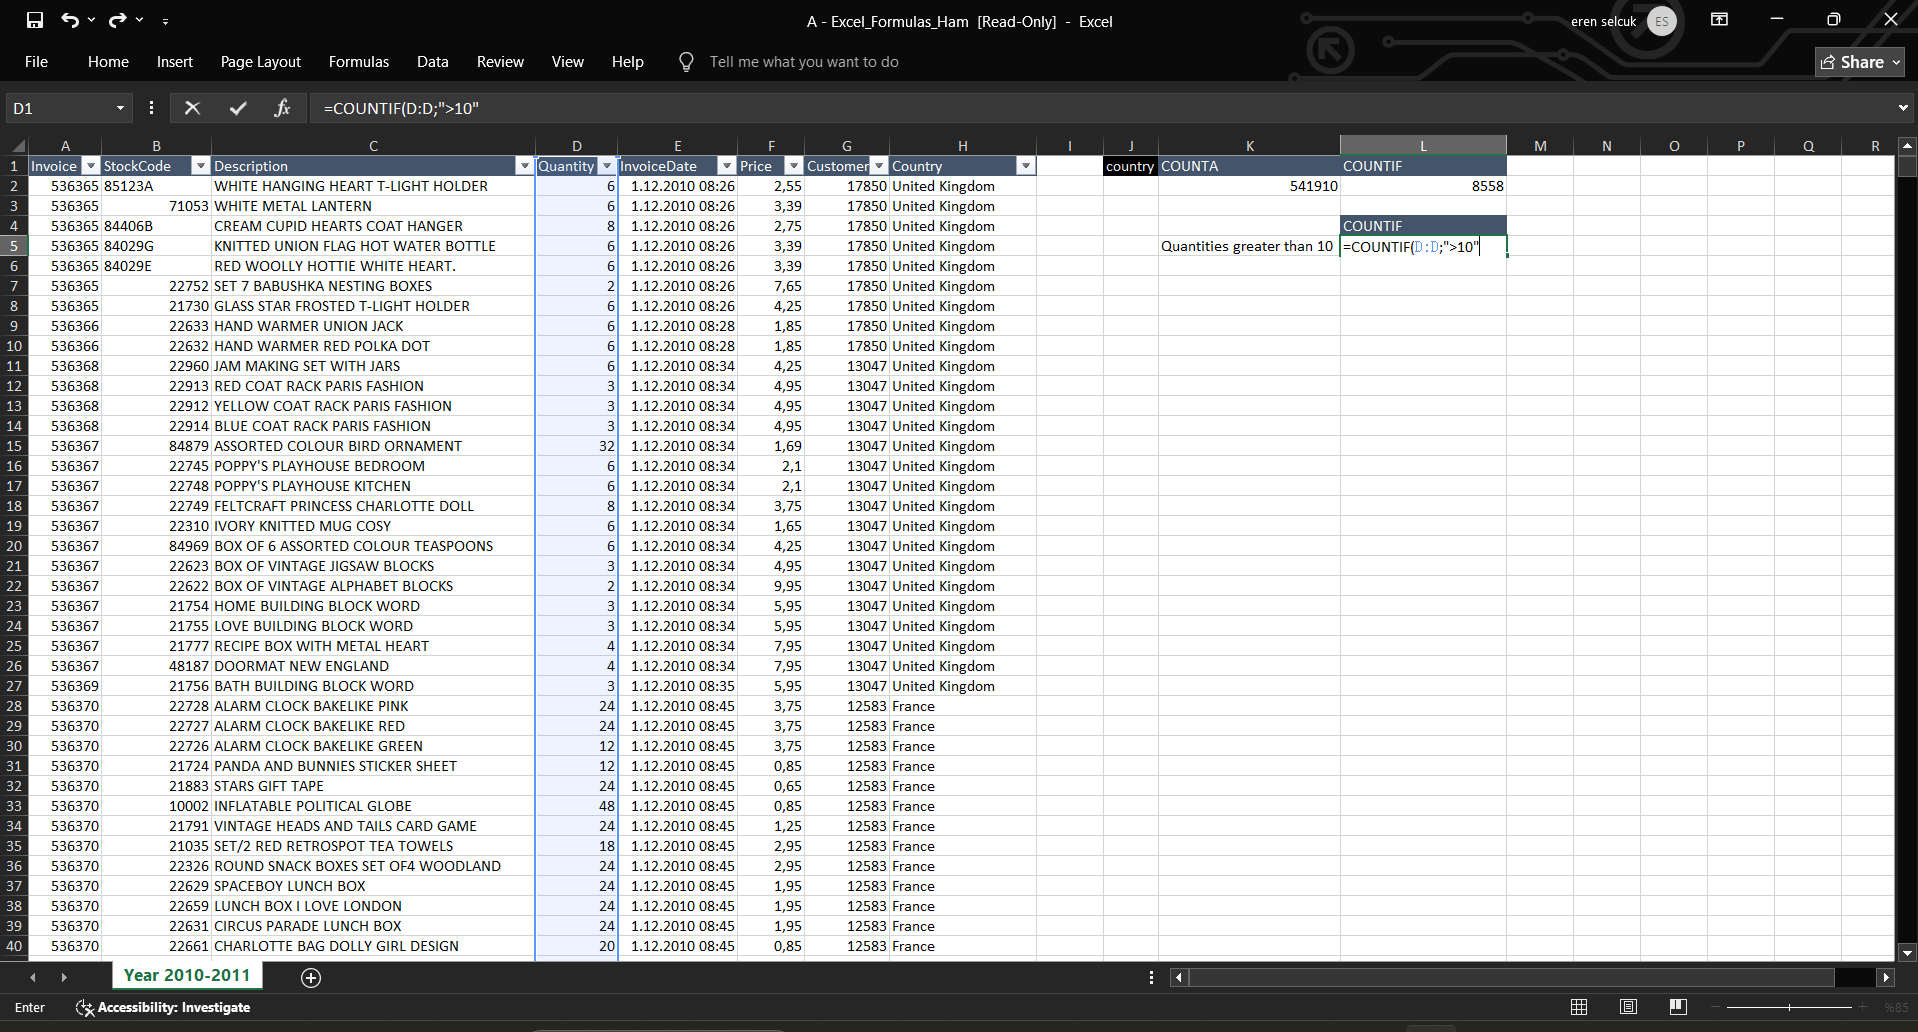 A - Excel_Formulas_Ham [Read-Only] - Excel
eren selcuk ES
File Home Insert Page Layout Formulas Data Review View Help Tell me what you want to do Share
D1 fx =COUNTIF(D:D;">10"
A B C D E F G H I J K L M N O P Q R
1 Invoice StockCode Description Quantity InvoiceDate Price Customer Country country COUNTA COUNTIF
2 536365 85123A WHITE HANGING HEART T-LIGHT HOLDER 6 1.12.2010 08:26 2,55 17850 United Kingdom 541910 8558
3 536365 71053 WHITE METAL LANTERN 6 1.12.2010 08:26 3,39 17850 United Kingdom
4 536365 84406B CREAM CUPID HEARTS COAT HANGER 8 1.12.2010 08:26 2,75 17850 United Kingdom COUNTIF
5 536365 84029G KNITTED UNION FLAG HOT WATER BOTTLE 6 1.12.2010 08:26 3,39 17850 United Kingdom Quantities greater than 10 =COUNTIF(D:D;">10"
6 536365 84029E RED WOOLLY HOTTIE WHITE HEART. 6 1.12.2010 08:26 3,39 17850 United Kingdom
7 536365 22752 SET 7 BABUSHKA NESTING BOXES 2 1.12.2010 08:26 7,65 17850 United Kingdom
8 536365 21730 GLASS STAR FROSTED T-LIGHT HOLDER 6 1.12.2010 08:26 4,25 17850 United Kingdom
9 536366 22633 HAND WARMER UNION JACK 6 1.12.2010 08:28 1,85 17850 United Kingdom
10 536366 22632 HAND WARMER RED POLKA DOT 6 1.12.2010 08:28 1,85 17850 United Kingdom
11 536368 22960 JAM MAKING SET WITH JARS 6 1.12.2010 08:34 4,25 13047 United Kingdom
12 536368 22913 RED COAT RACK PARIS FASHION 3 1.12.2010 08:34 4,95 13047 United Kingdom
13 536368 22912 YELLOW COAT RACK PARIS FASHION 3 1.12.2010 08:34 4,95 13047 United Kingdom
14 536368 22914 BLUE COAT RACK PARIS FASHION 3 1.12.2010 08:34 4,95 13047 United Kingdom
15 536367 84879 ASSORTED COLOUR BIRD ORNAMENT 32 1.12.2010 08:34 1,69 13047 United Kingdom
16 536367 22745 POPPY'S PLAYHOUSE BEDROOM 6 1.12.2010 08:34 2,1 13047 United Kingdom
17 536367 22748 POPPY'S PLAYHOUSE KITCHEN 6 1.12.2010 08:34 2,1 13047 United Kingdom
18 536367 22749 FELTCRAFT PRINCESS CHARLOTTE DOLL 8 1.12.2010 08:34 3,75 13047 United Kingdom
19 536367 22310 IVORY KNITTED MUG COSY 6 1.12.2010 08:34 1,65 13047 United Kingdom
20 536367 84969 BOX OF 6 ASSORTED COLOUR TEASPOONS 6 1.12.2010 08:34 4,25 13047 United Kingdom
21 536367 22623 BOX OF VINTAGE JIGSAW BLOCKS 3 1.12.2010 08:34 4,95 13047 United Kingdom
22 536367 22622 BOX OF VINTAGE ALPHABET BLOCKS 2 1.12.2010 08:34 9,95 13047 United Kingdom
23 536367 21754 HOME BUILDING BLOCK WORD 3 1.12.2010 08:34 5,95 13047 United Kingdom
24 536367 21755 LOVE BUILDING BLOCK WORD 3 1.12.2010 08:34 5,95 13047 United Kingdom
25 536367 21777 RECIPE BOX WITH METAL HEART 4 1.12.2010 08:34 7,95 13047 United Kingdom
26 536367 48187 DOORMAT NEW ENGLAND 4 1.12.2010 08:34 7,95 13047 United Kingdom
27 536369 21756 BATH BUILDING BLOCK WORD 3 1.12.2010 08:35 5,95 13047 United Kingdom
28 536370 22728 ALARM CLOCK BAKELIKE PINK 24 1.12.2010 08:45 3,75 12583 France
29 536370 22727 ALARM CLOCK BAKELIKE RED 24 1.12.2010 08:45 3,75 12583 France
30 536370 22726 ALARM CLOCK BAKELIKE GREEN 12 1.12.2010 08:45 3,75 12583 France
31 536370 21724 PANDA AND BUNNIES STICKER SHEET 12 1.12.2010 08:45 0,85 12583 France
32 536370 21883 STARS GIFT TAPE 24 1.12.2010 08:45 0,65 12583 France
33 536370 10002 INFLATABLE POLITICAL GLOBE 48 1.12.2010 08:45 0,85 12583 France
34 536370 21791 VINTAGE HEADS AND TAILS CARD GAME 24 1.12.2010 08:45 1,25 12583 France
35 536370 21035 SET/2 RED RETROSPOT TEA TOWELS 18 1.12.2010 08:45 2,95 12583 France
36 536370 22326 ROUND SNACK BOXES SET OF4 WOODLAND 24 1.12.2010 08:45 2,95 12583 France
37 536370 22629 SPACEBOY LUNCH BOX 24 1.12.2010 08:45 1,95 12583 France
38 536370 22659 LUNCH BOX I LOVE LONDON 24 1.12.2010 08:45 1,95 12583 France
39 536370 22631 CIRCUS PARADE LUNCH BOX 24 1.12.2010 08:45 1,95 12583 France
40 536370 22661 CHARLOTTE BAG DOLLY GIRL DESIGN 20 1.12.2010 08:45 0,85 12583 France
Year 2010-2011
Enter Accessibility: Investigate %85